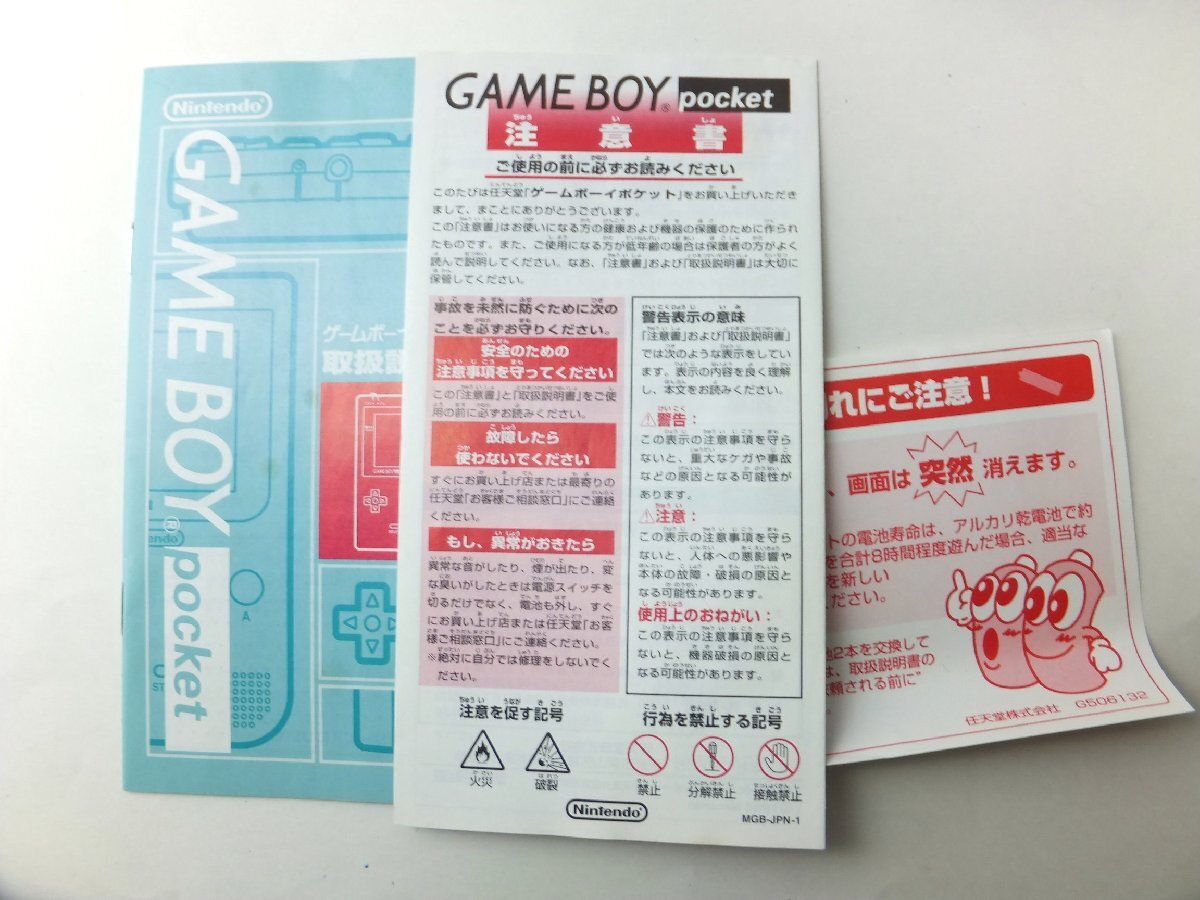 Nintendo
GAME BOY® pocket
ゲームボーイ
取扱説
A
ST
GAME BOY® pocket
注意書
ご使用の前に必ずお読みください
このたびは任天堂「ゲームボーイポケット」をお買い上げいただき
まして、まことにありがとうございます。
この「注意書」はお使いになる方の健康および機器の保護のために作られ
たものです。また、ご使用になる方が低年齢の場合は保護者の方がよく
読んで説明してください。なお、「注意書」および「取扱説明書」は大切に
保管してください。
事故を未然に防ぐために次の
ことを必ずお守りください。
安全のための
注意事項を守ってください
この「注意書」と「取扱説明書」をご使
用の前に必ずお読みください。
故障したら
使わないでください
すぐにお買い上げ店または最寄りの
任天堂「お客様ご相談窓口」にご連絡
ください。
もし、異常がおきたら
異常な音がしたり、煙が出たり、変
な臭いがしたときは電源スイッチを
切るだけでなく、電池も外し、すぐ
にお買い上げ店または任天堂「お客
様ご相談窓口」にご連絡ください。
※絶対に自分では修理をしないでく
ださい。
警告表示の意味
「注意書」および「取扱説明書」
では次のような表示をしてい
ます。表示の内容を良く理解
し、本文をお読みください。
⚠警告：
この表示の注意事項を守ら
ないと、重大なケガや事故
などの原因となる可能性が
あります。
⚠注意：
この表示の注意事項を守ら
ないと、人体への悪影響や
本体の故障・破損の原因と
なる可能性があります。
使用上のおねがい：
この表示の注意事項を守ら
ないと、機器破損の原因と
なる可能性があります。
注意を促す記号
火災
破裂
行為を禁止する記号
禁止
分解禁止
接触禁止
Nintendo
MGB-JPN-1
れにご注意！
、画面は 突然 消えます。
トの電池寿命は、アルカリ乾電池で約
を合計8時間程度遊んだ場合、適当な
を新しい
ださい。
池2本を交換して
は、取扱説明書の
頼される前に”
任天堂株式会社 G506132